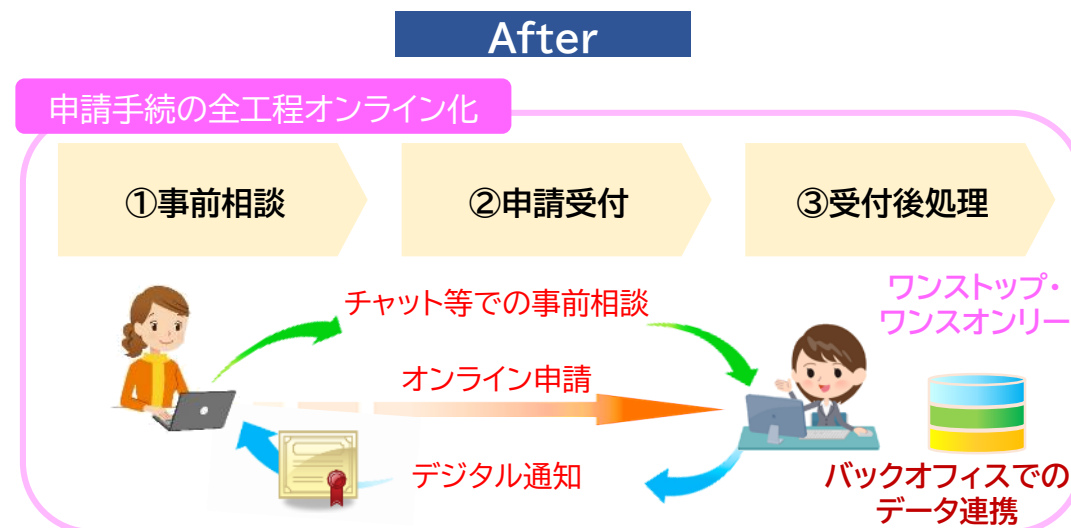 After
申請手続の全工程オンライン化
①事前相談
②申請受付
③受付後処理
チャット等での事前相談
ワンストップ・
ワンスオンリー
オンライン申請
デジタル通知
バックオフィスでの
データ連携